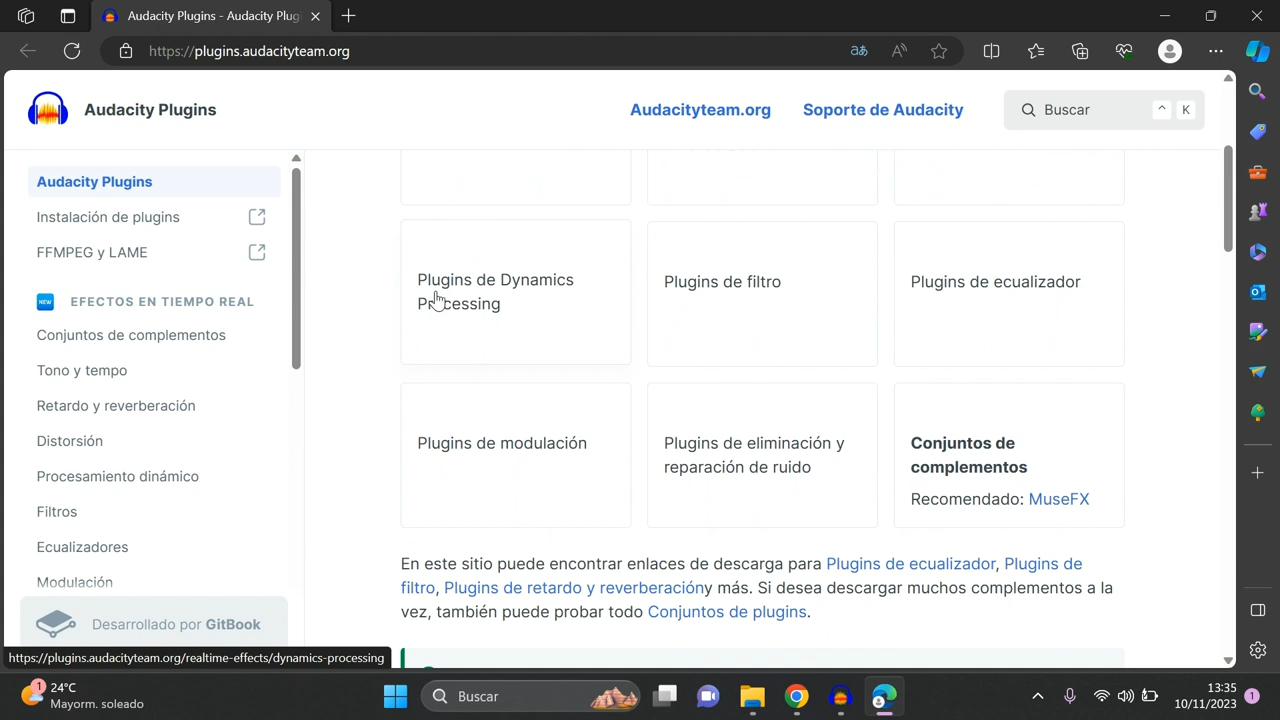 Audacity Plugins - Audacity Plug
https://plugins.audacityteam.org
Audacity Plugins
Audacityteam.org
Soporte de Audacity
Buscar
^ K
Audacity Plugins
Instalación de plugins
FFMPEG y LAME
NEW EFECTOS EN TIEMPO REAL
Conjuntos de complementos
Tono y tempo
Retardo y reverberación
Distorsión
Procesamiento dinámico
Filtros
Ecualizadores
Modulación
Desarrollado por GitBook
https://plugins.audacityteam.org/realtime-effects/dynamics-processing
Plugins de Dynamics
Processing
Plugins de filtro
Plugins de ecualizador
Plugins de modulación
Plugins de eliminación y
reparación de ruido
Conjuntos de
complementos
Recomendado: MuseFX
En este sitio puede encontrar enlaces de descarga para Plugins de ecualizador, Plugins de
filtro, Plugins de retardo y reverberacióny más. Si desea descargar muchos complementos a la
vez, también puede probar todo Conjuntos de plugins.
1
24°C
Mayorm. soleado
Buscar
13:35
10/11/2023
1